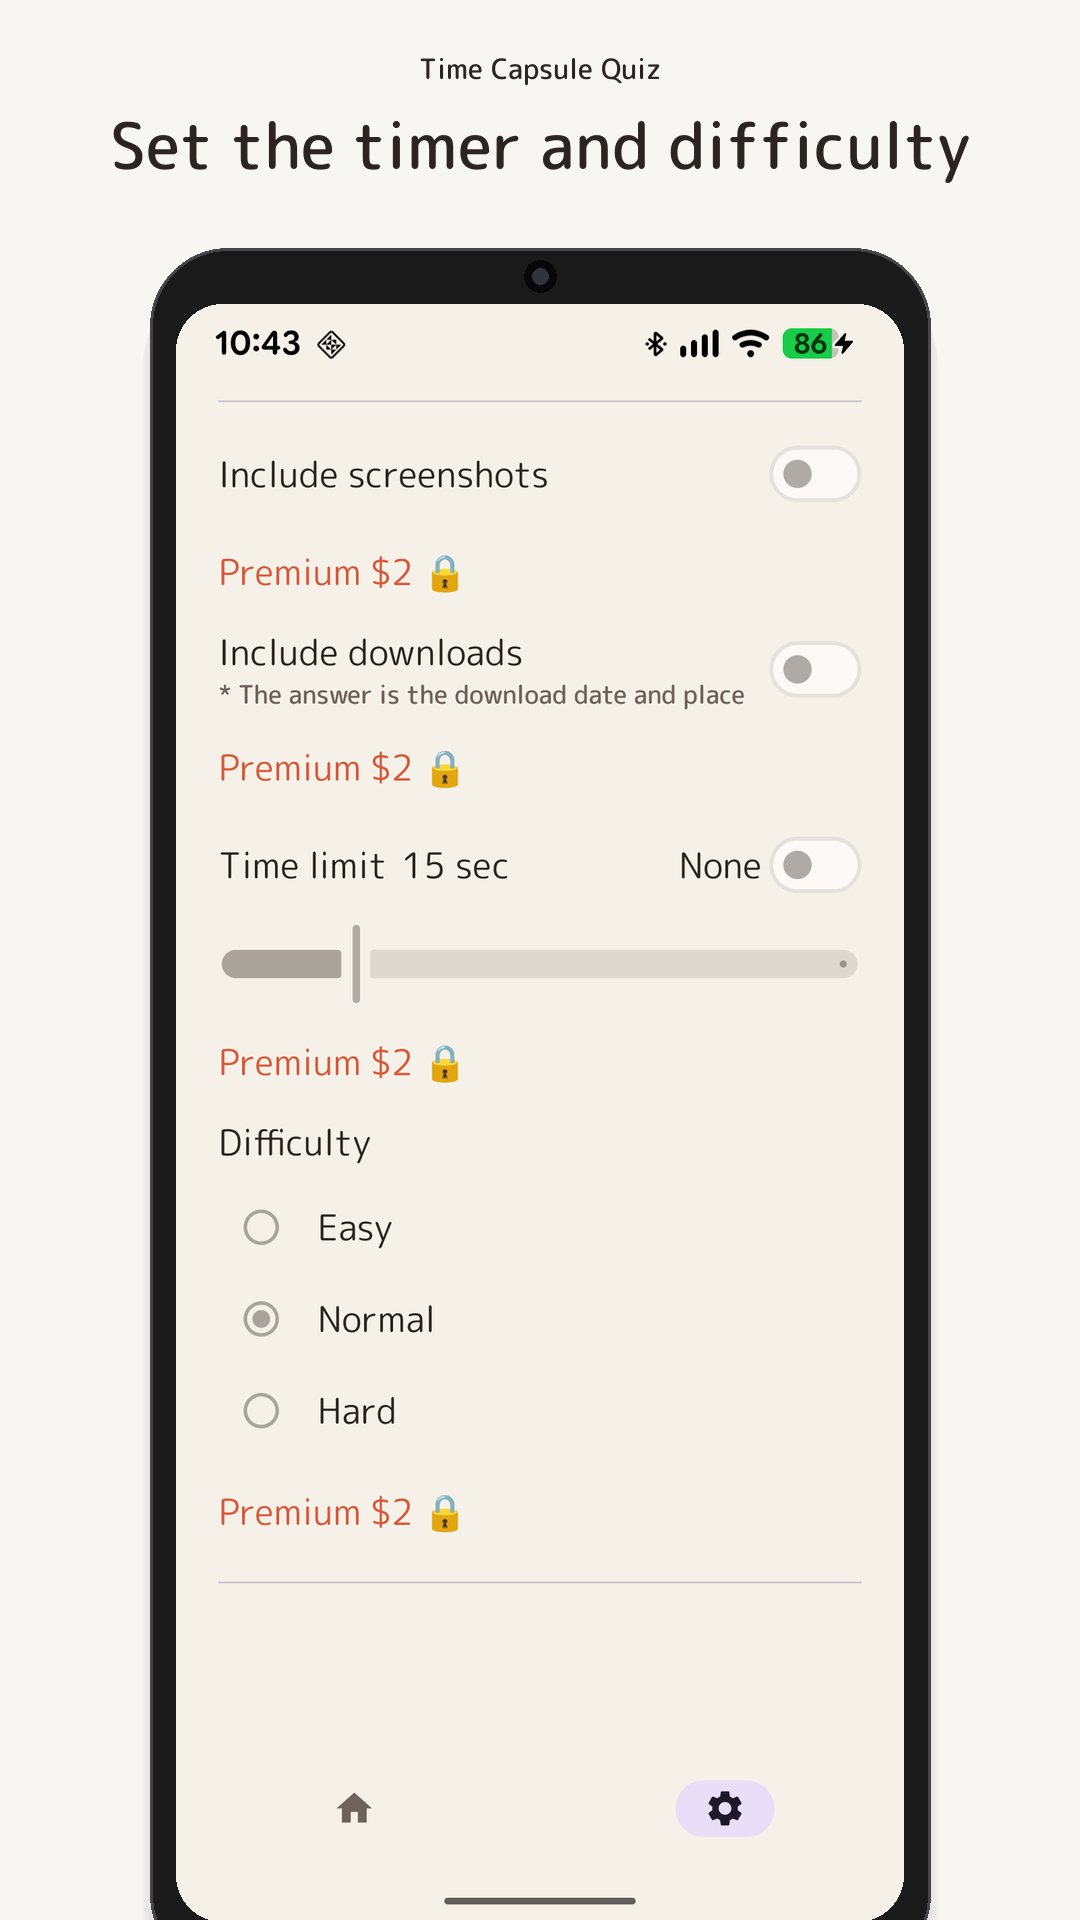 Time Capsule Quiz
Set the timer and difficulty
10:43
86
Include screenshots
Premium $2 🔒
Include downloads
* The answer is the download date and place
Premium $2 🔒
Time limit 15 sec None
Premium $2 🔒
Difficulty
Easy
Normal
Hard
Premium $2 🔒